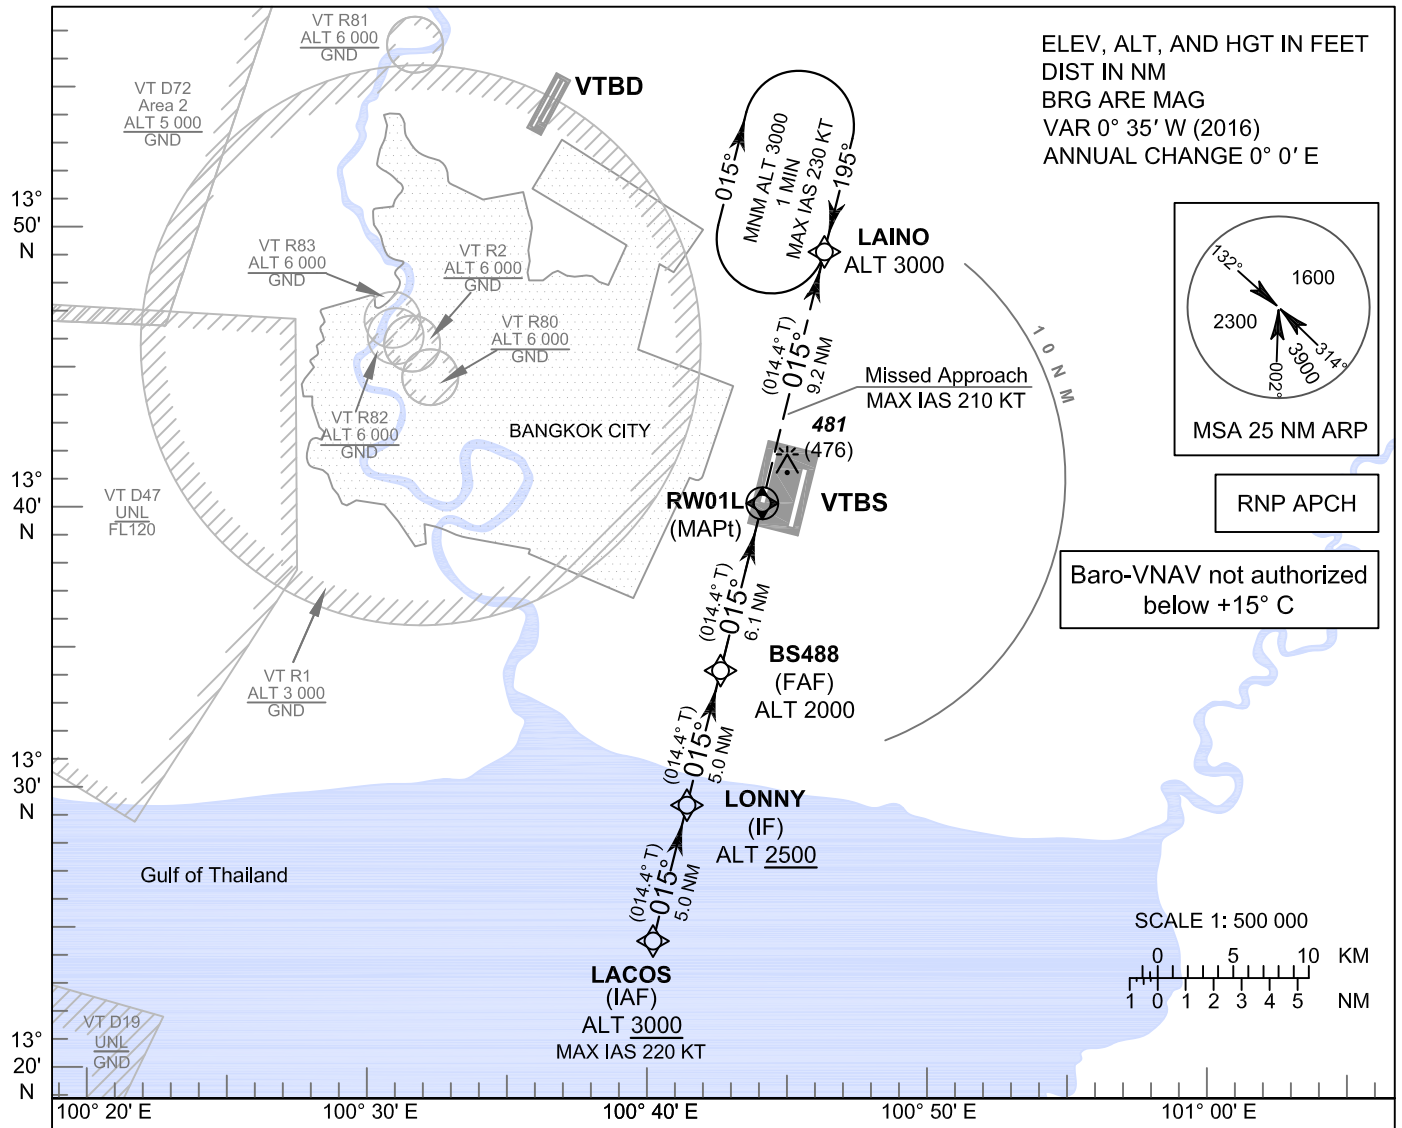 VT R81
ALT 6 000
GND
VTBD
ELEV, ALT, AND HGT IN FEET
DIST IN NM
BRG ARE MAG
VAR 0° 35′ W (2016)
ANNUAL CHANGE 0° 0′ E
VT D72
Area 2
ALT 5 000
GND
015°
MNM ALT 3000
1 MIN
MAX IAS 230 KT
195°
13°
50'
N
LAINO
ALT 3000
132°
1600
2300
3900
314°
002°
MSA 25 NM ARP
VT R83
ALT 6 000
GND
VT R2
ALT 6 000
GND
VT R80
ALT 6 000
GND
VT R82
ALT 6 000
GND
BANGKOK CITY
(014.4° T)
015°
9.2 NM
10NM
Missed Approach
MAX IAS 210 KT
481
(476)
13°
40'
N
VT D47
UNL
FL120
RW01L
(MAPt)
VTBS
RNP APCH
Baro-VNAV not authorized
below +15° C
(014.4° T)
015°
6.1 NM
VT R1
ALT 3 000
GND
BS488
(FAF)
ALT 2000
(014.4° T)
015°
5.0 NM
13°
30'
N
LONNY
(IF)
ALT 2500
Gulf of Thailand
(014.4° T)
015°
5.0 NM
LACOS
(IAF)
ALT 3000
MAX IAS 220 KT
SCALE 1: 500 000
0 5 10 KM
1 0 1 2 3 4 5 NM
VT D19
UNL
GND
13°
20'
N
100° 20' E 100° 30' E 100° 40' E 100° 50' E 101° 00' E